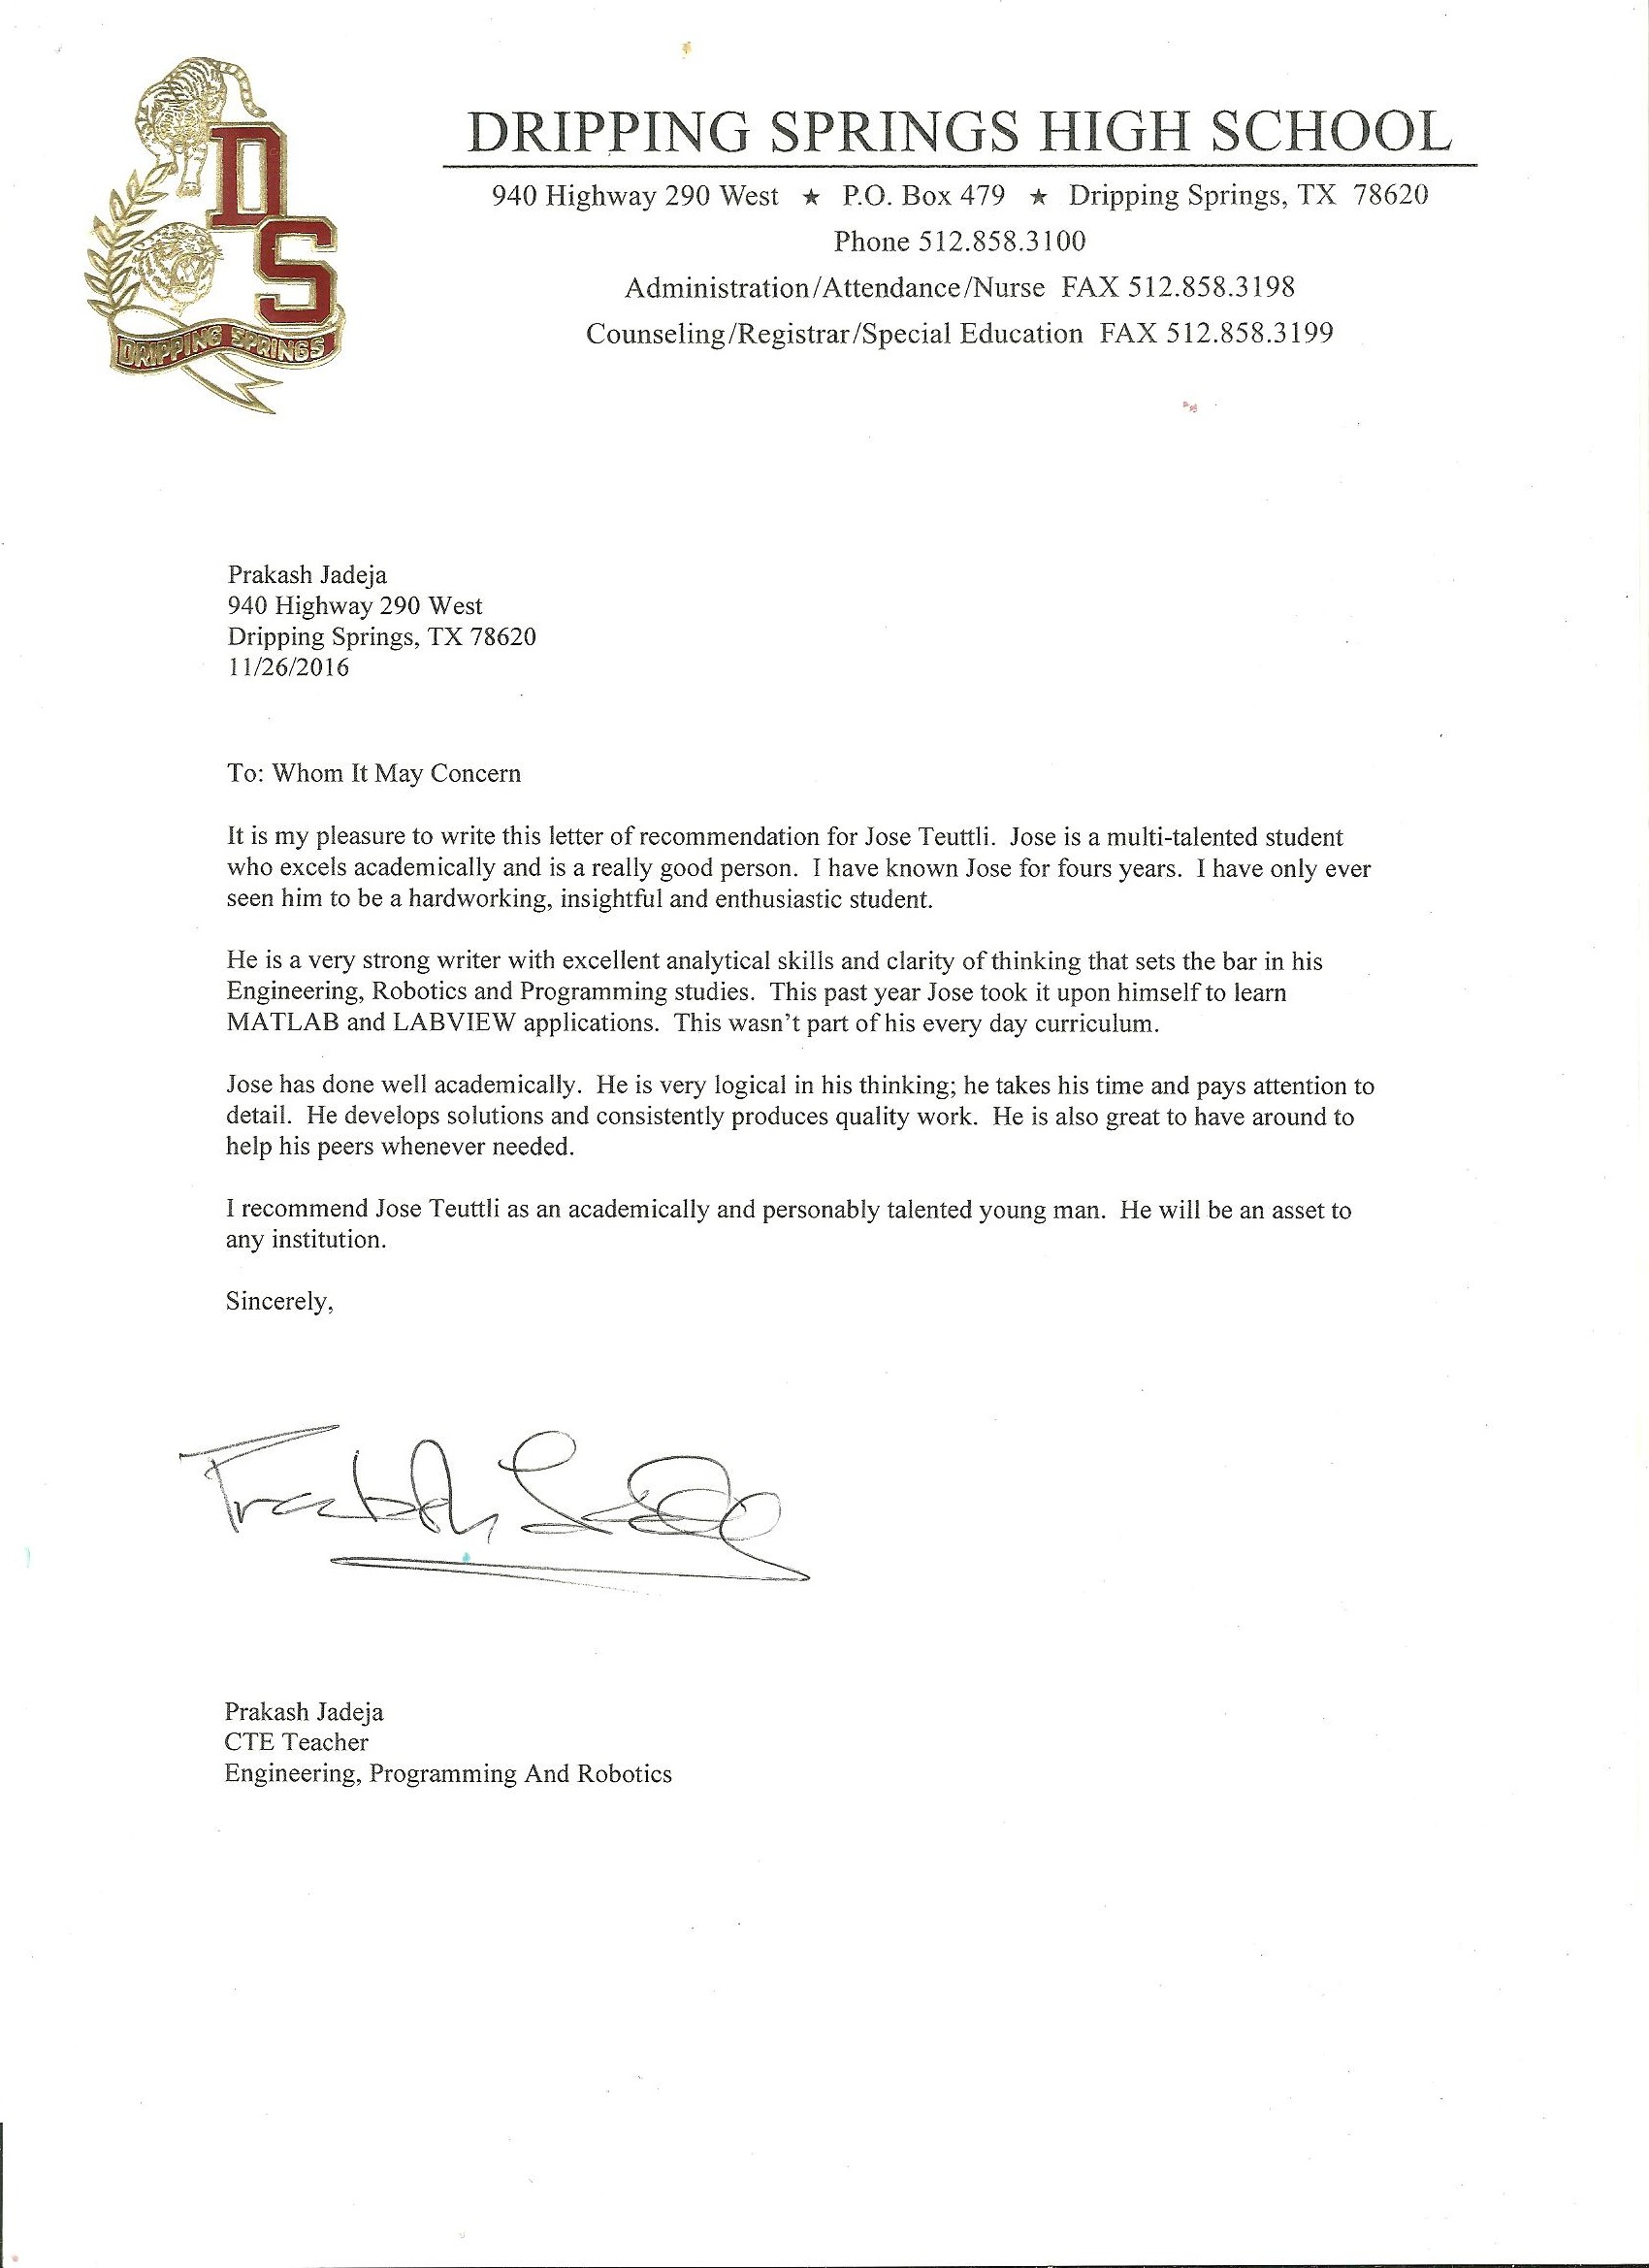 DRIPPING SPRINGS HIGH SCHOOL
940 Highway 290 West ★ P.O. Box 479 ★ Dripping Springs, TX 78620
Phone 512.858.3100
Administration/Attendance/Nurse FAX 512.858.3198
Counseling/Registrar/Special Education FAX 512.858.3199
DS
DRIPPING SPRINGS
Prakash Jadeja
940 Highway 290 West
Dripping Springs, TX 78620
11/26/2016
To: Whom It May Concern
It is my pleasure to write this letter of recommendation for Jose Teuttli. Jose is a multi-talented student
who excels academically and is a really good person. I have known Jose for fours years. I have only ever
seen him to be a hardworking, insightful and enthusiastic student.
He is a very strong writer with excellent analytical skills and clarity of thinking that sets the bar in his
Engineering, Robotics and Programming studies. This past year Jose took it upon himself to learn
MATLAB and LABVIEW applications. This wasn't part of his every day curriculum.
Jose has done well academically. He is very logical in his thinking; he takes his time and pays attention to
detail. He develops solutions and consistently produces quality work. He is also great to have around to
help his peers whenever needed.
I recommend Jose Teuttli as an academically and personably talented young man. He will be an asset to
any institution.
Sincerely,
Prakash Jadeja
CTE Teacher
Engineering, Programming And Robotics